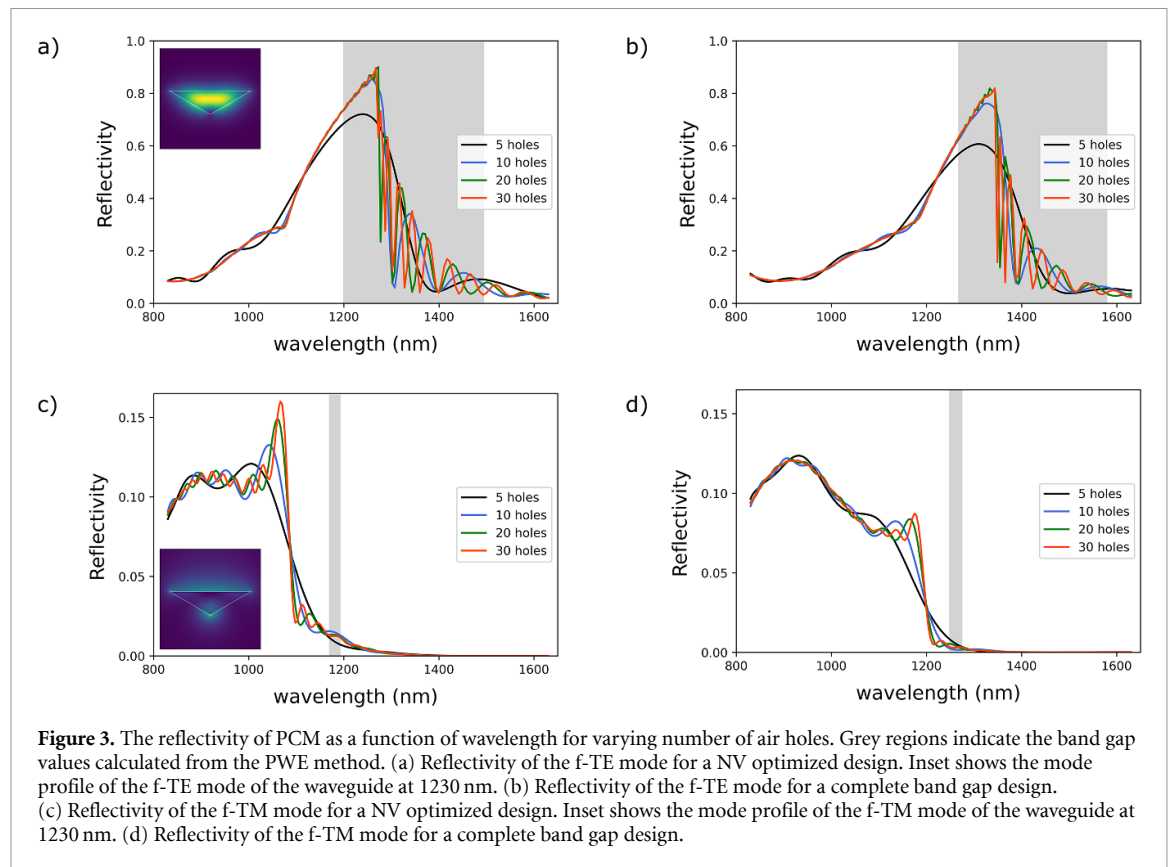 a)
1.0
0.8
0.6
0.4
0.2
0.0
Reflectivity
5 holes
10 holes
20 holes
30 holes
800 1000 1200 1400 1600
wavelength (nm)
b)
1.0
0.8
0.6
0.4
0.2
0.0
Reflectivity
5 holes
10 holes
20 holes
30 holes
800 1000 1200 1400 1600
wavelength (nm)
c)
0.15
0.10
0.05
0.00
Reflectivity
5 holes
10 holes
20 holes
30 holes
800 1000 1200 1400 1600
wavelength (nm)
d)
0.15
0.10
0.05
0.00
Reflectivity
5 holes
10 holes
20 holes
30 holes
800 1000 1200 1400 1600
wavelength (nm)
Figure 3. The reflectivity of PCM as a function of wavelength for varying number of air holes. Grey regions indicate the band gap
values calculated from the PWE method. (a) Reflectivity of the f-TE mode for a NV optimized design. Inset shows the mode
profile of the f-TE mode of the waveguide at 1230 nm. (b) Reflectivity of the f-TE mode for a complete band gap design.
(c) Reflectivity of the f-TM mode for a NV optimized design. Inset shows the mode profile of the f-TM mode of the waveguide at
1230 nm. (d) Reflectivity of the f-TM mode for a complete band gap design.